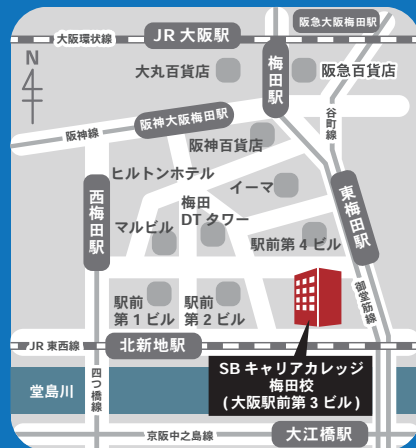 阪急大阪梅田駅
大阪環状線
JR 大阪駅
N
大丸百貨店
梅田駅
阪急百貨店
谷町線
阪神大阪梅田駅
阪神線
阪神百貨店
ヒルトンホテル
イーマ
西梅田駅
梅田
DT タワー
マルビル
東梅田駅
駅前第 4 ビル
駅前
第 1 ビル
駅前
第 2 ビル
御堂筋線
JR 東西線
北新地駅
SB キャリアカレッジ
梅田校
( 大阪駅前第 3 ビル )
四つ橋線
堂島川
京阪中之島線
大江橋駅